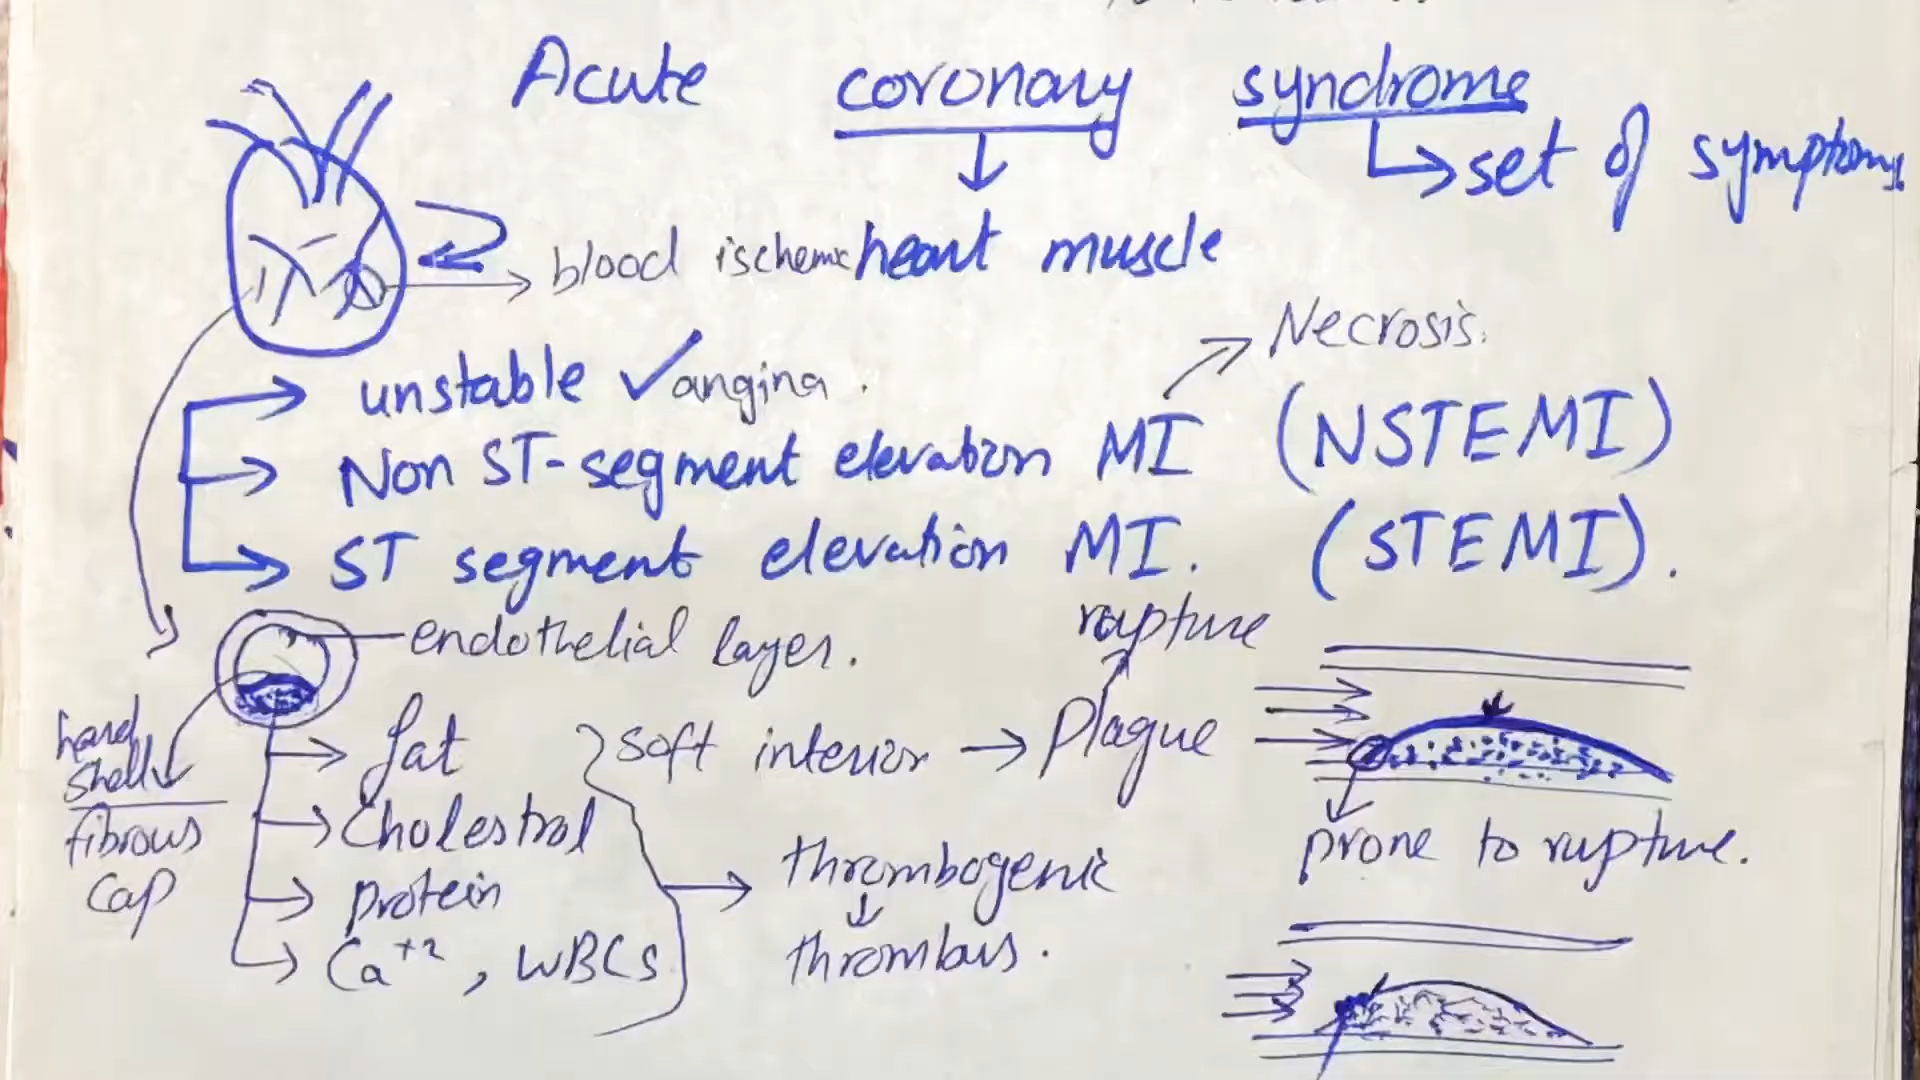 Acute coronary syndrome
set of symptoms
blood ischemic heart muscle
Necrosis.
unstable angina.
Non ST-segment elevation MI (NSTEMI)
ST segment elevation MI. (STEMI).
endothelial layer.
rupture
hard shell
fibrous cap
fat
soft interior → Plague
Cholestrol
protein
Ca+2, WBCs
thrombogenic
thrombus.
prone to rupture.